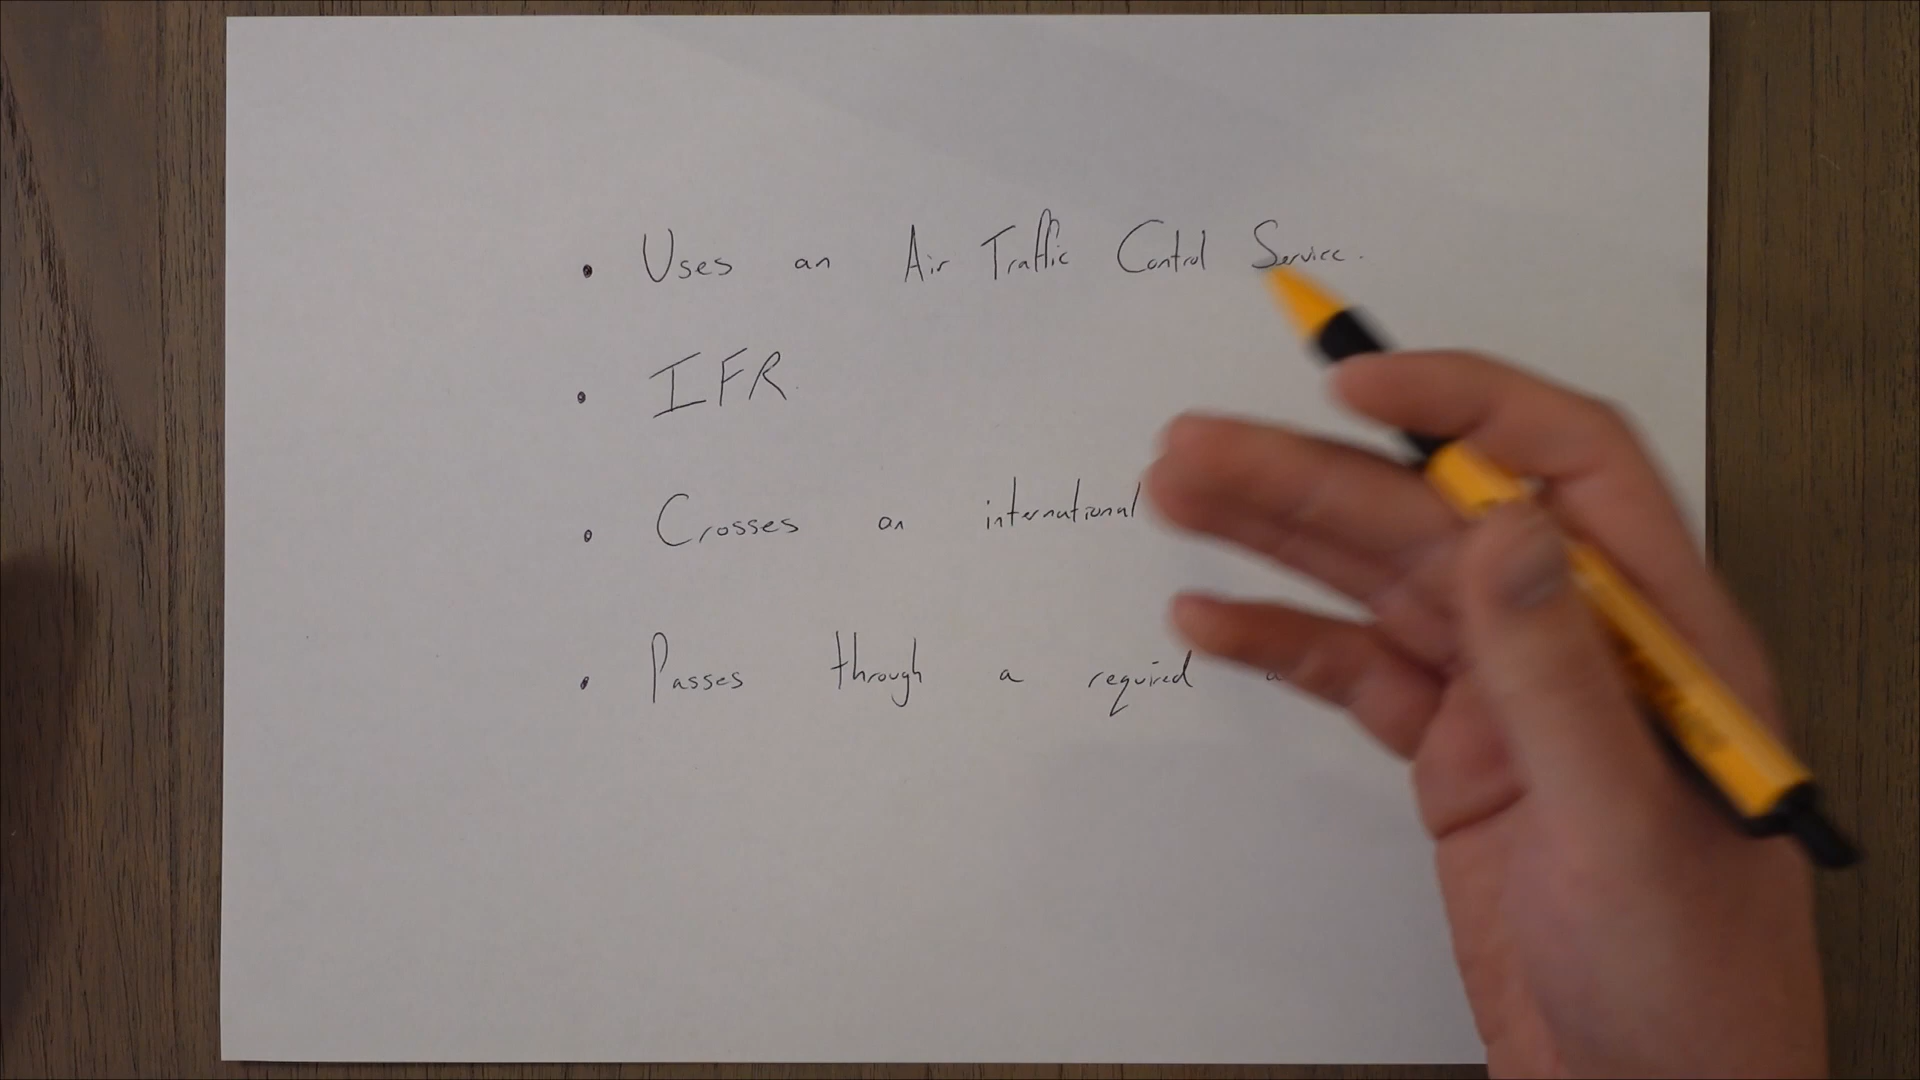 • Uses an Air Traffic Control Service.
• IFR.
• Crosses an international
• Passes through a required a